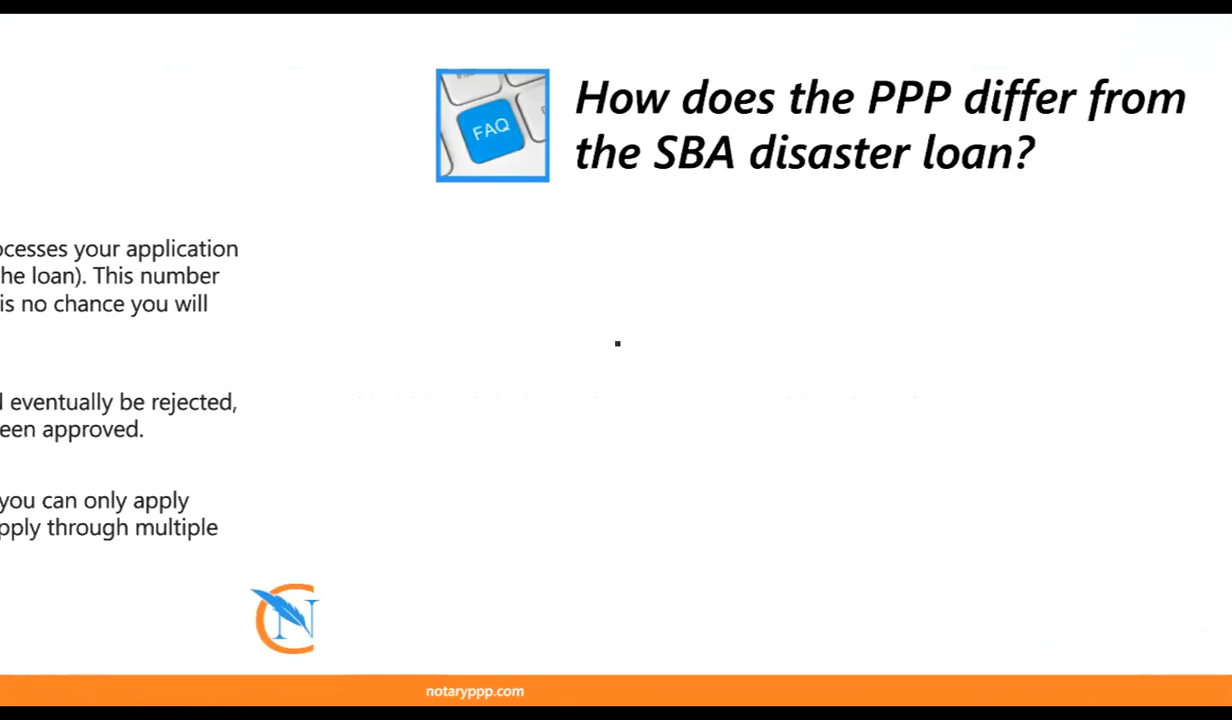 How does the PPP differ from
the SBA disaster loan?
FAQ
ocesses your application
he loan). This number
is no chance you will
eventually be rejected,
een approved.
you can only apply
pply through multiple
CN
notaryppp.com